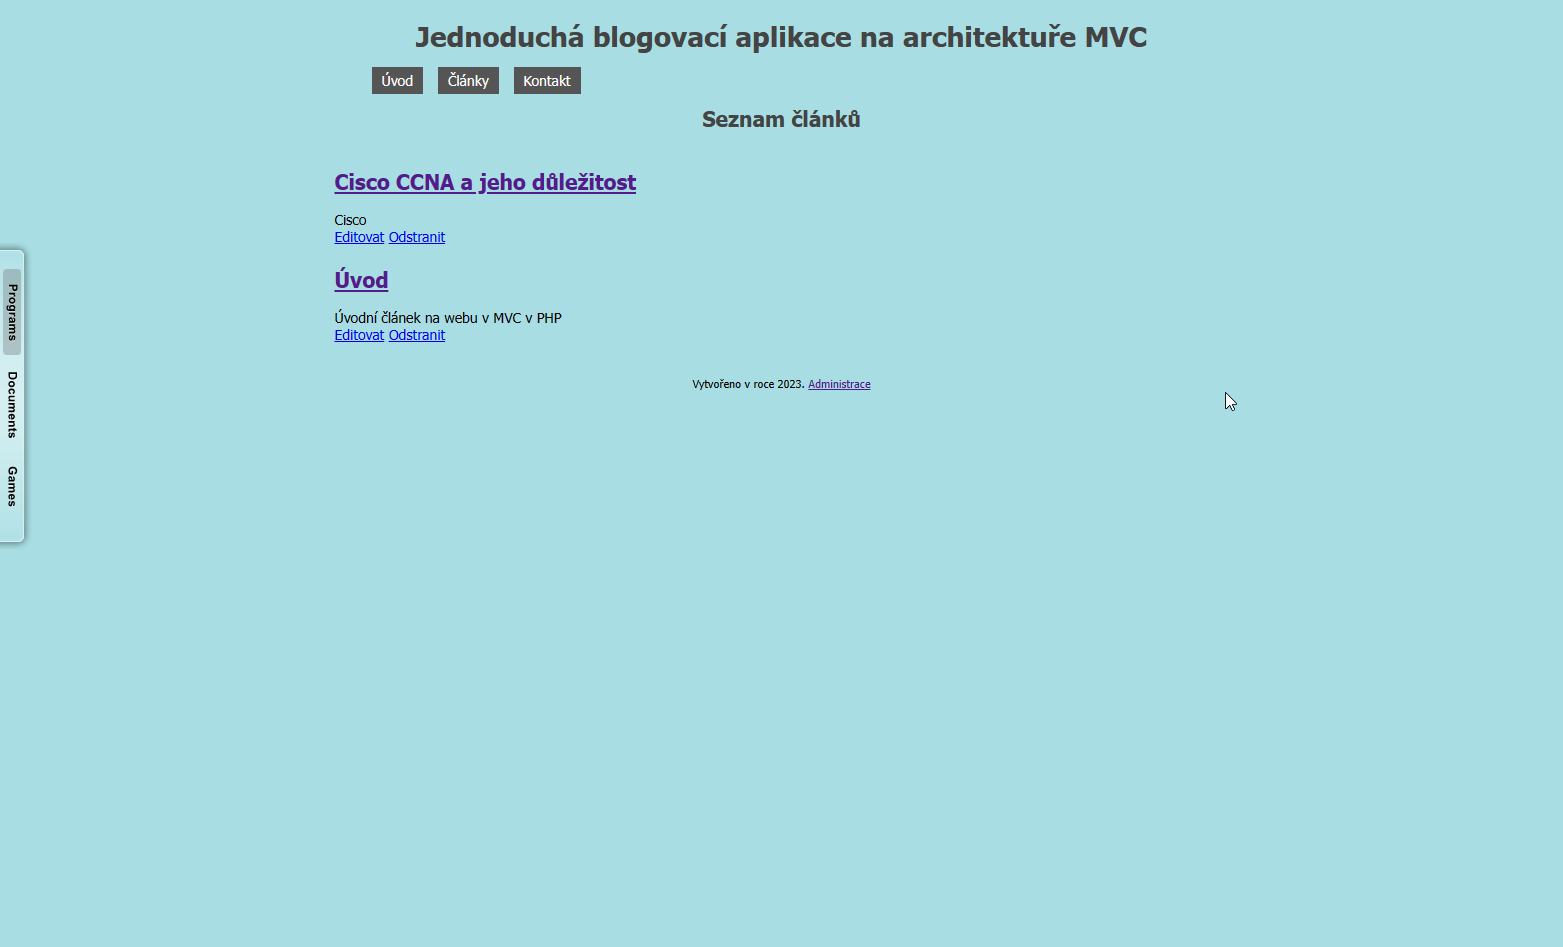 Jednoduchá blogovací aplikace na architektuře MVC
Úvod Články Kontakt
Seznam článků
Cisco CCNA a jeho důležitost
Cisco
Editovat Odstranit
Úvod
Úvodní článek na webu v MVC v PHP
Editovat Odstranit
Vytvořeno v roce 2023. Administrace
Programs
Documents
Games